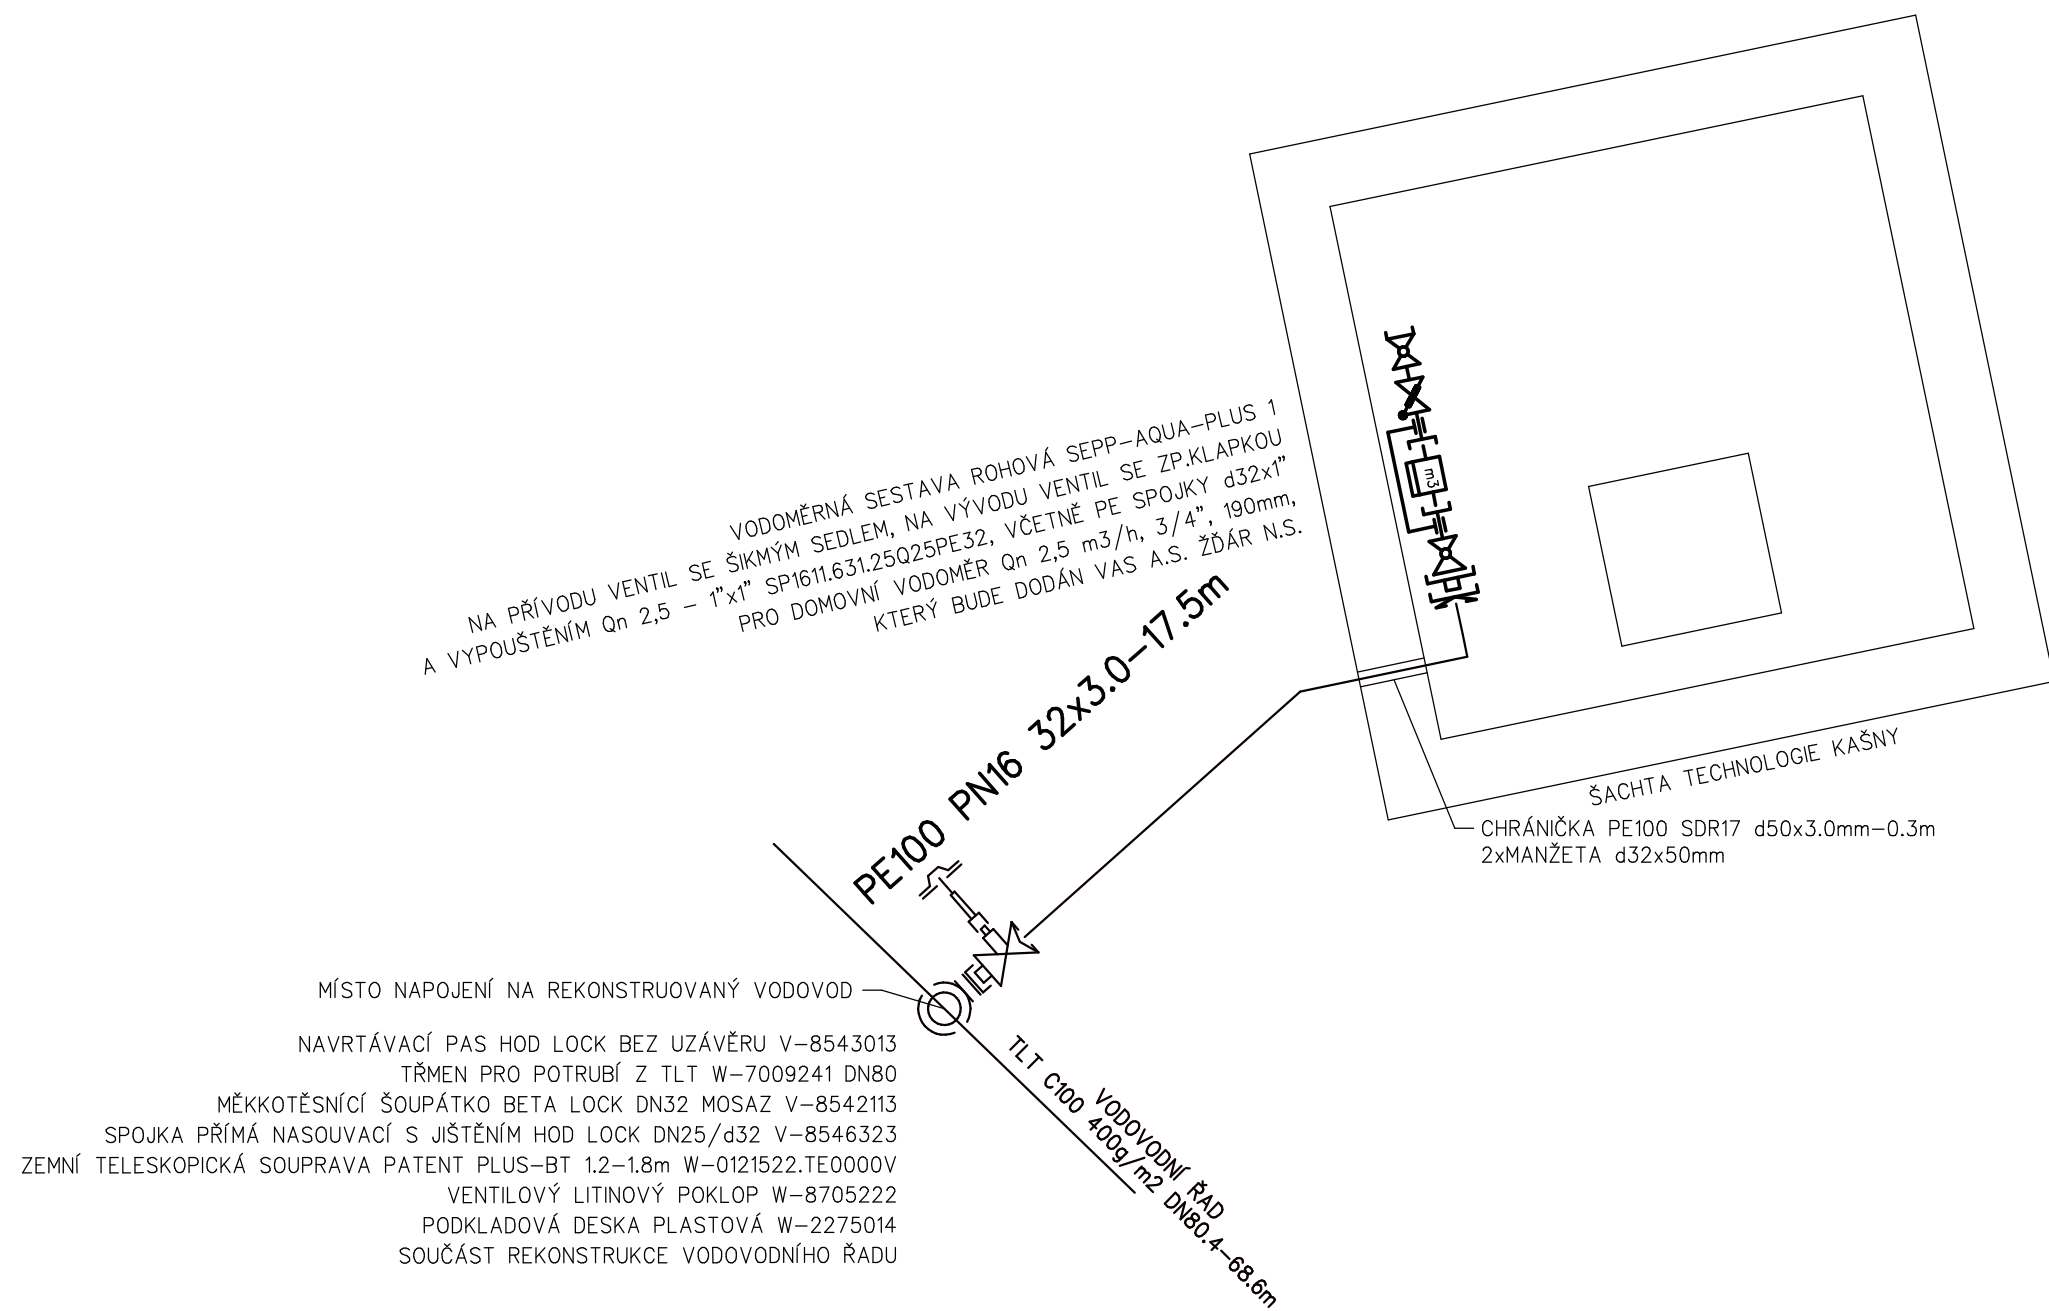 VODOMĚRNÁ SESTAVA ROHOVÁ SEPP-AQUA-PLUS 1
NA PŘÍVODU VENTIL SE ŠIKMÝM SEDLEM, NA VÝVODU VENTIL SE ZP.KLAPKOU
A VYPOUŠTĚNÍM Qn 2,5 - 1"x1" SP1611.631.25Q25PE32, VČETNĚ PE SPOJKY d32x1"
PRO DOMOVNÍ VODOMĚR Qn 2,5 m3/h, 3/4", 190mm,
KTERÝ BUDE DODÁN VAS A.S. ŽĎÁR N.S.
m3
PE100 PN16 32x3.0-17.5m
ŠACHTA TECHNOLOGIE KAŠNY
CHRÁNIČKA PE100 SDR17 d50x3.0mm-0.3m
2xMANŽETA d32x50mm
MÍSTO NAPOJENÍ NA REKONSTRUOVANÝ VODOVOD
NAVRTÁVACÍ PAS HOD LOCK BEZ UZÁVĚRU V-8543013
TŘMEN PRO POTRUBÍ Z TLT W-7009241 DN80
MĚKKOTĚSNÍCÍ ŠOUPÁTKO BETA LOCK DN32 MOSAZ V-8542113
SPOJKA PŘÍMÁ NASOUVACÍ S JIŠTĚNÍM HOD LOCK DN25/d32 V-8546323
ZEMNÍ TELESKOPICKÁ SOUPRAVA PATENT PLUS-BT 1.2-1.8m W-0121522.TE0000V
VENTILOVÝ LITINOVÝ POKLOP W-8705222
PODKLADOVÁ DESKA PLASTOVÁ W-2275014
SOUČÁST REKONSTRUKCE VODOVODNÍHO ŘADU
VODOVODNÍ ŘAD
TLT C100 400g/m2 DN80.4-68.6m